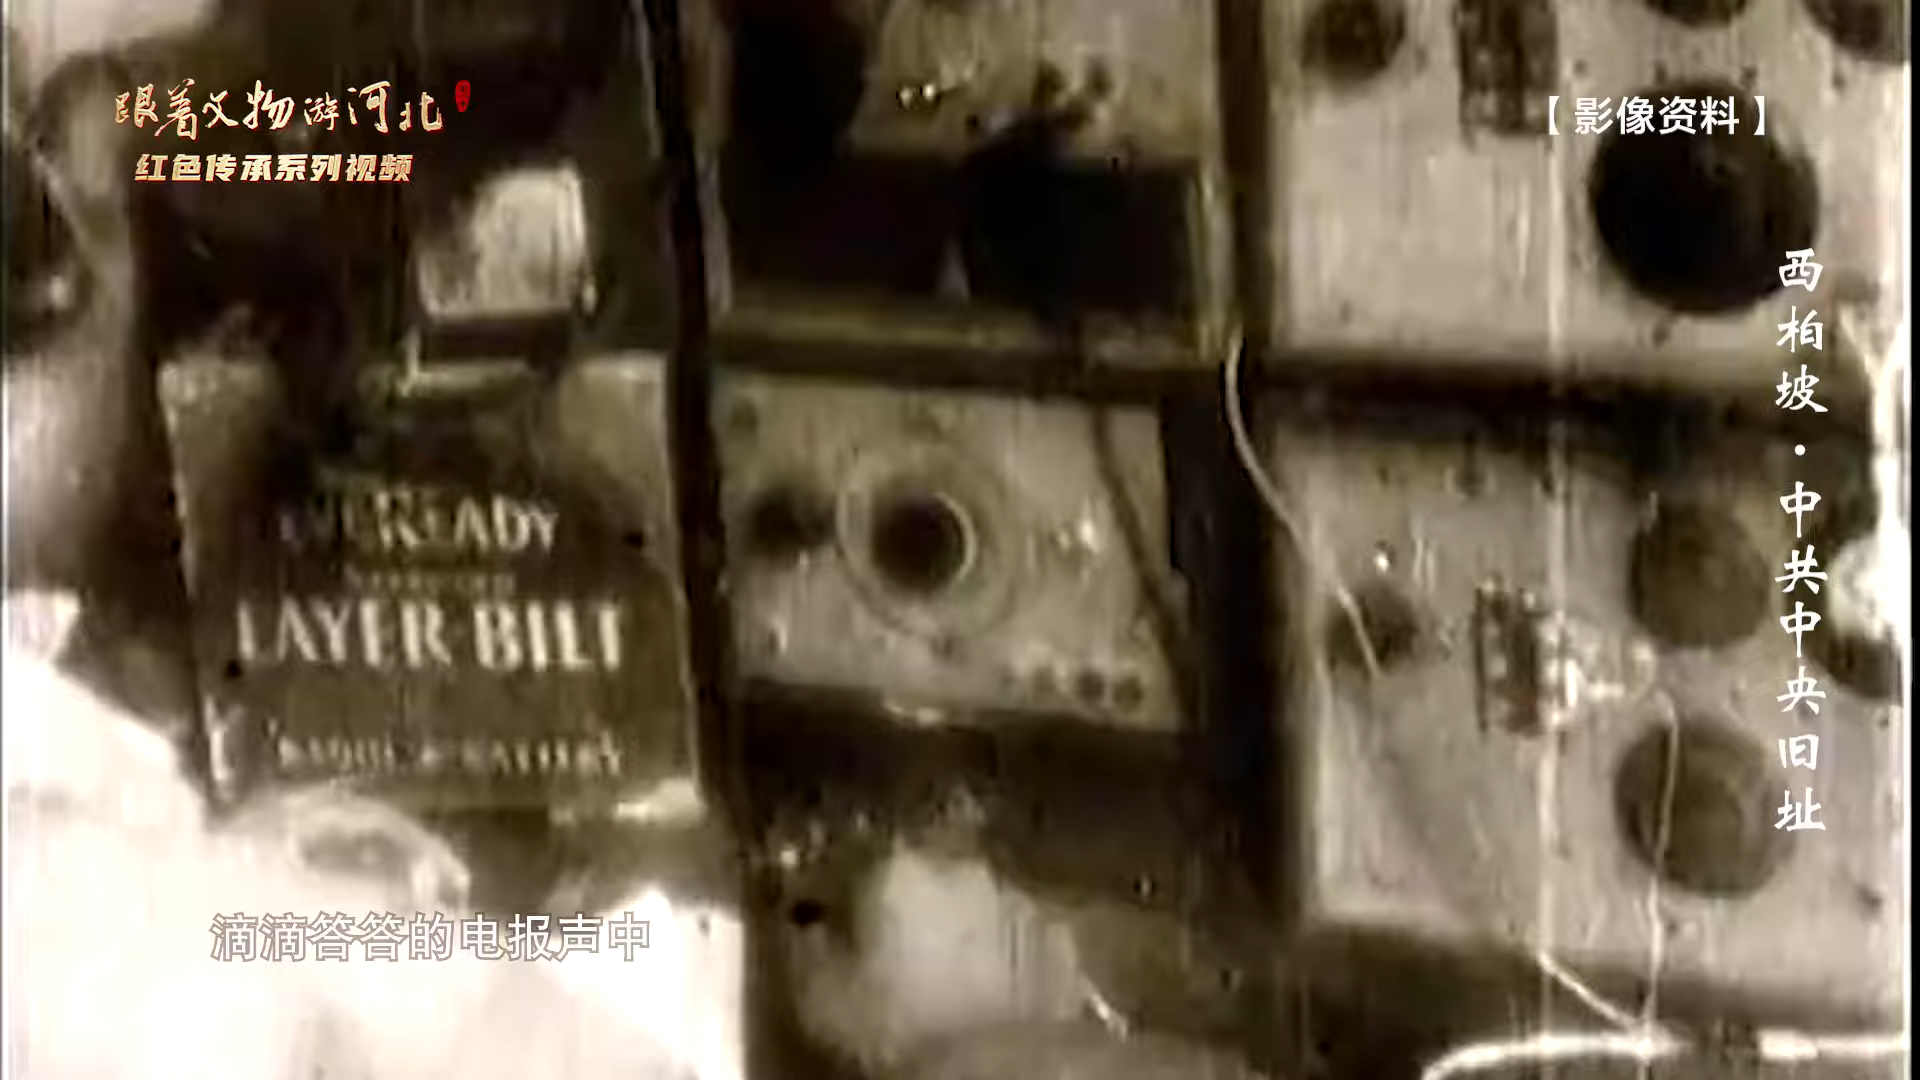 跟着文物游河北
红色传承系列视频
【影像资料】
西柏坡·中共中央旧址
LAYER BILT
滴滴答答的电报声中